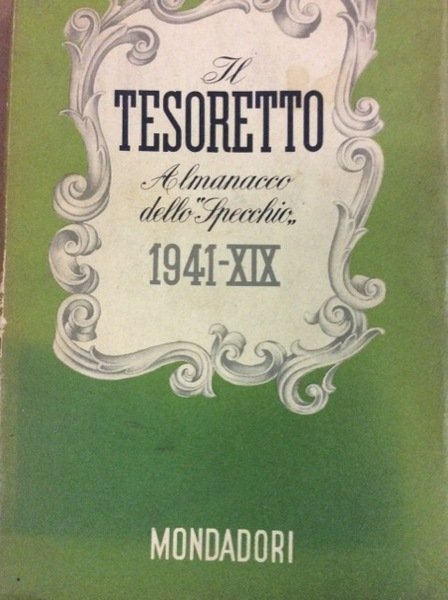 Il
TESORETTO
Almanacco
dello "Specchio„
1941-XIX
MONDADORI